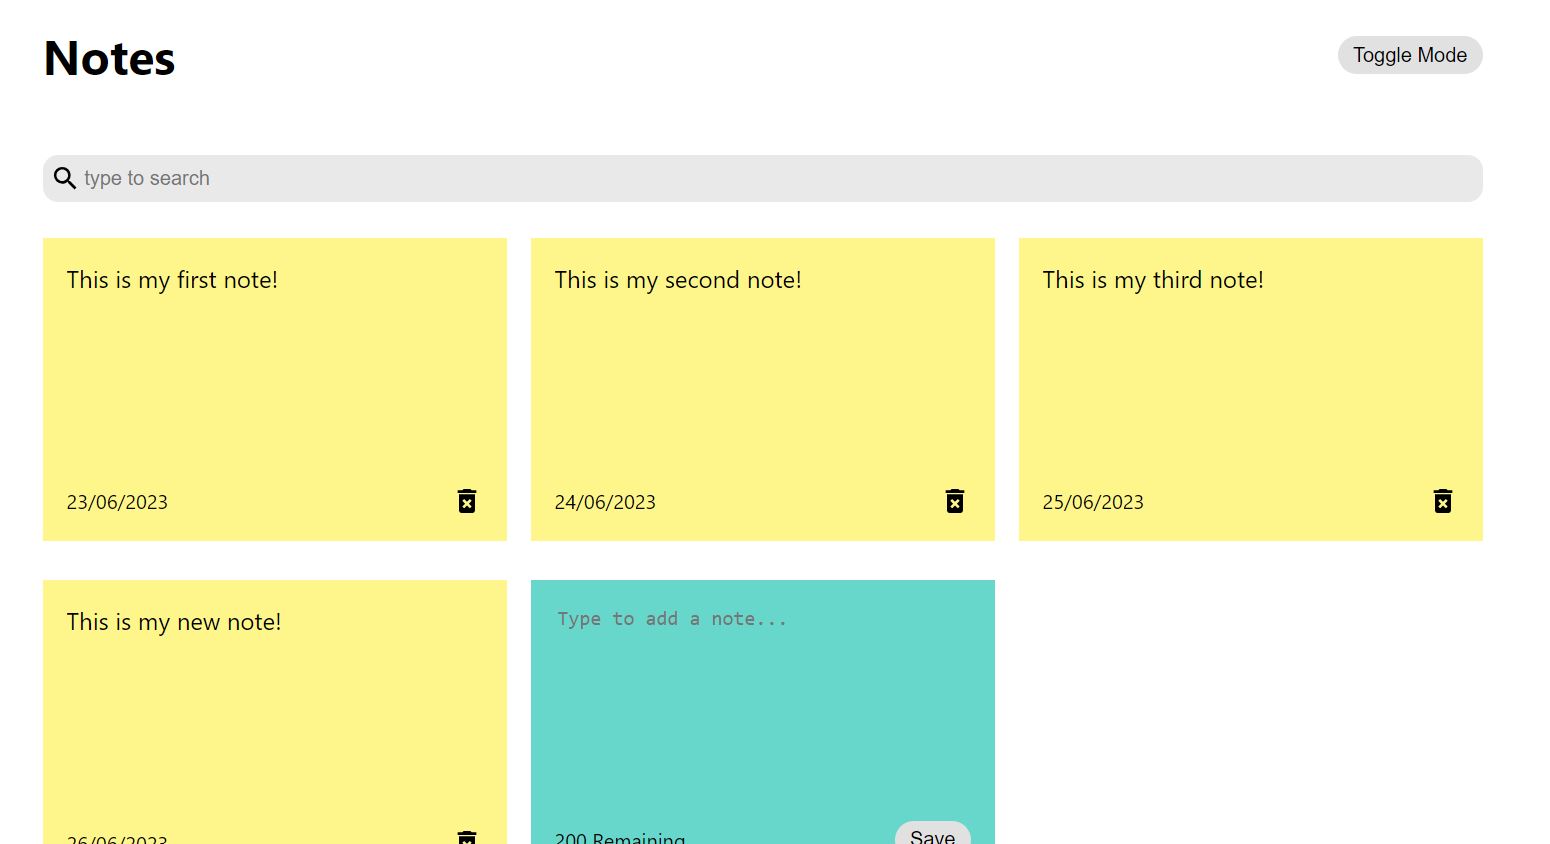 Notes
Toggle Mode
type to search
This is my first note!
This is my second note!
This is my third note!
23/06/2023
24/06/2023
25/06/2023
This is my new note!
Type to add a note...
26/06/2023
200 Remaining
Save